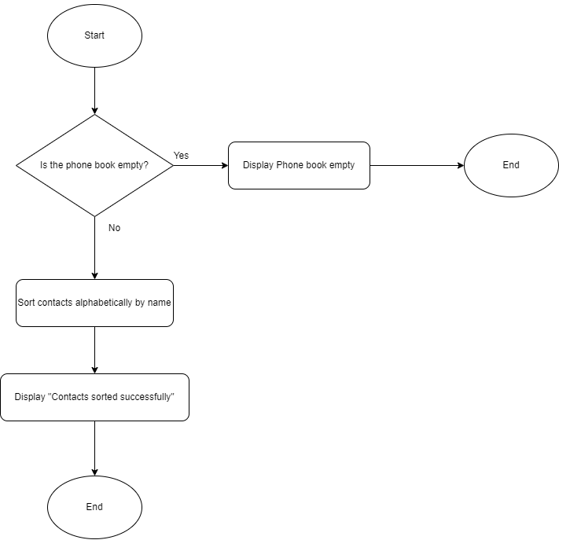 Start
Is the phone book empty?
Yes
Display Phone book empty
End
No
Sort contacts alphabetically by name
Display "Contacts sorted successfully"
End